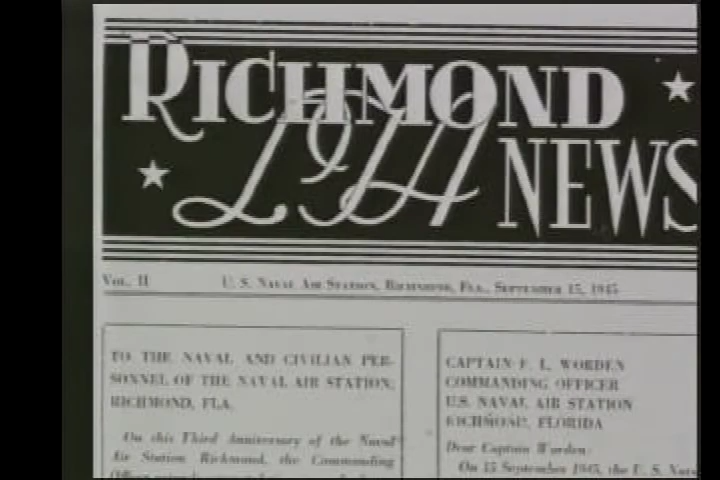 RICHMOND
LTA NEWS
VOL. II U. S. NAVAL AIR STATION, RICHMOND, FLA., SEPTEMBER 15, 1945
TO THE NAVAL AND CIVILIAN PER-
SONNEL OF THE NAVAL AIR STATION,
RICHMOND, FLA.
On this Third Anniversary of the Naval
Air Station Richmond, the Commanding
CAPTAIN F. L. WORDEN
COMMANDING OFFICER
U.S. NAVAL AIR STATION
RICHMOND, FLORIDA
Dear Captain Worden:
On 15 September 1945, the U. S. Nav